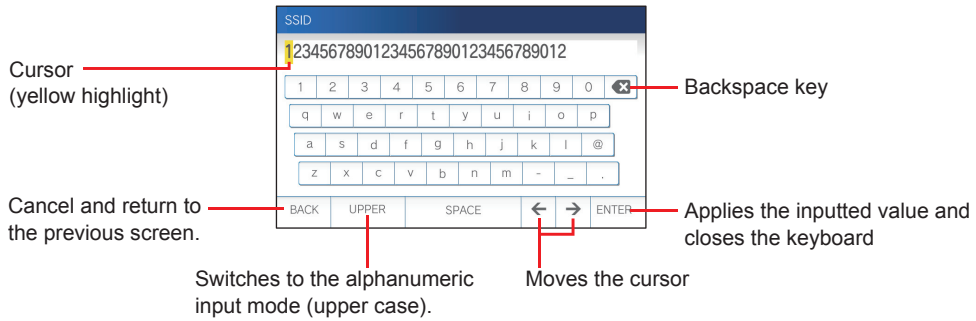 SSID
12345678901234567890123456789012
Cursor
(yellow highlight)
1 2 3 4 5 6 7 8 9 0
Backspace key
q w e r t y u i o p
a s d f g h j k l @
z x c v b n m - _ .
Cancel and return to
the previous screen.
BACK UPPER SPACE ← → ENTER
Applies the inputted value and
closes the keyboard
Switches to the alphanumeric
input mode (upper case).
Moves the cursor